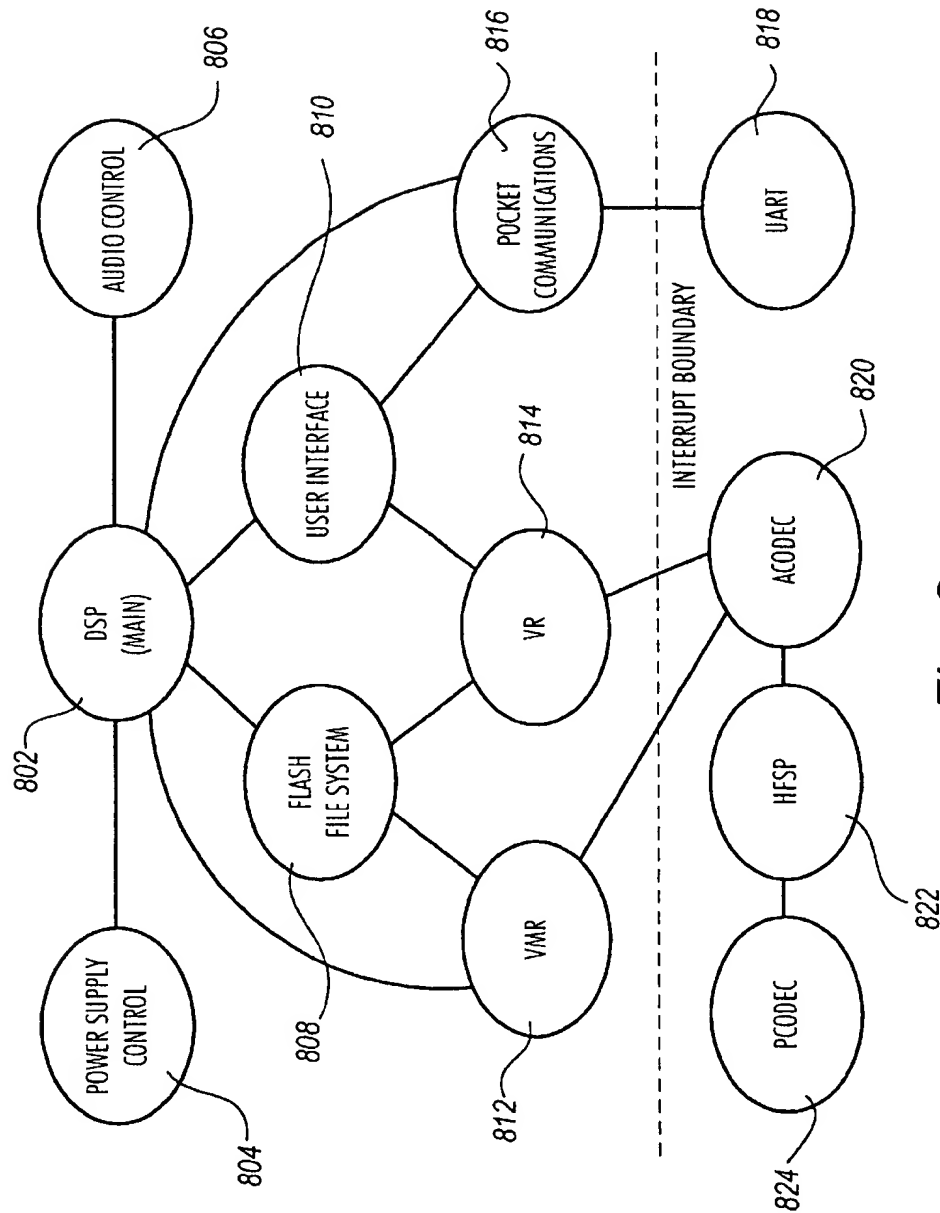 802
DSP
(MAIN)
POWER SUPPLY
CONTROL
804
AUDIO CONTROL
806
FLASH
FILE SYSTEM
808
USER INTERFACE
810
VMR
812
VR
814
POCKET
COMMUNICATIONS
816
INTERRUPT BOUNDARY
UART
818
PCODEC
824
HFSP
822
ACODEC
820